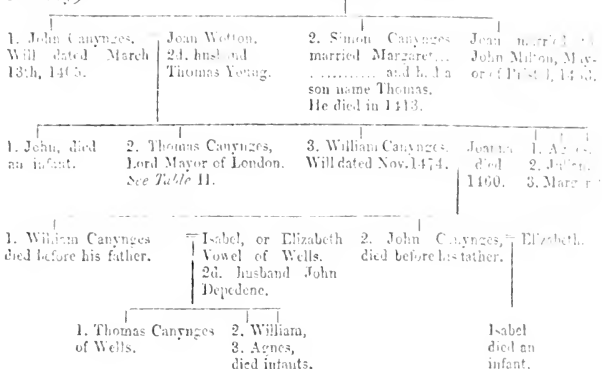 1. John Canynges,
Will dated March
13th, 1405.
Joan Wotton.
2d. husband
Thomas Young.
2. Simon Canynges
married Margaret...
............ and had a
son name Thomas.
He died in 1413.
Joan married
John Milton, May-
or of Bristol,
1. John, died
an infant.
2. Thomas Canynges,
Lord Mayor of London.
See Table II.
3. William Canynges.
Will dated Nov. 1474.
Joanna
died
1460.
1. Agnes.
2.
3.
1. William Canynges
died before his father.
Isabel, or Elizabeth
Vowel of Wells.
2d. husband John
Depedene.
2. John Canynges,
died before his father.
Elizabeth.
1. Thomas Canynges
of Wells.
2. William,
3. Agnes,
died infants.
Isabel
died an
infant.